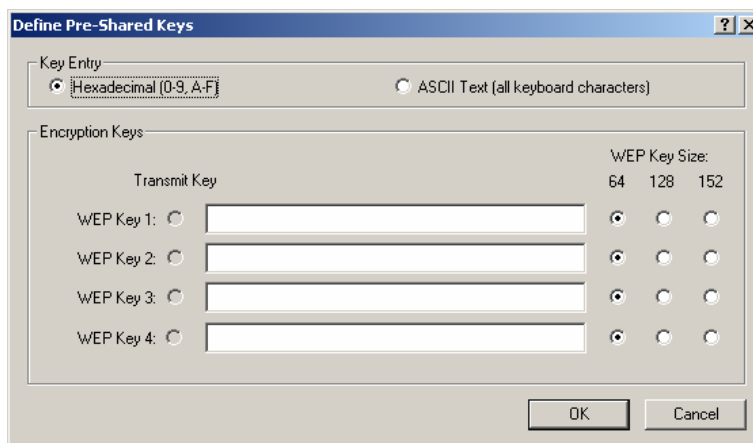 Define Pre-Shared Keys
Key Entry
Hexadecimal (0-9, A-F)
ASCII Text (all keyboard characters)
Encryption Keys
WEP Key Size:
Transmit Key
64 128 152
WEP Key 1:
WEP Key 2:
WEP Key 3:
WEP Key 4:
OK
Cancel